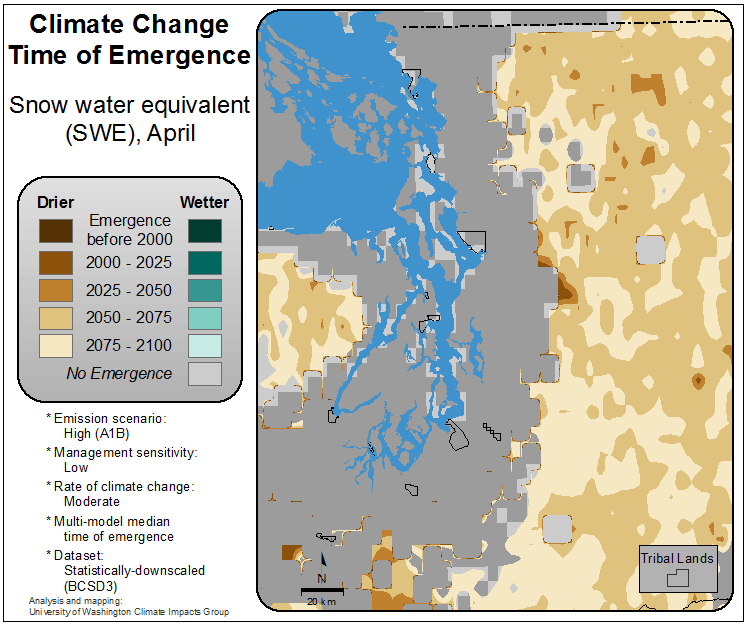 Climate Change
Time of Emergence
Snow water equivalent
(SWE), April
Drier
Wetter
Emergence
before 2000
2000 - 2025
2025 - 2050
2050 - 2075
2075 - 2100
No Emergence
* Emission scenario:
High (A1B)
* Management sensitivity:
Low
* Rate of climate change:
Moderate
* Multi-model median
time of emergence
* Dataset:
Statistically-downscaled
(BCSD3)
Analysis and mapping:
University of Washington Climate Impacts Group
N
20 km
Tribal Lands